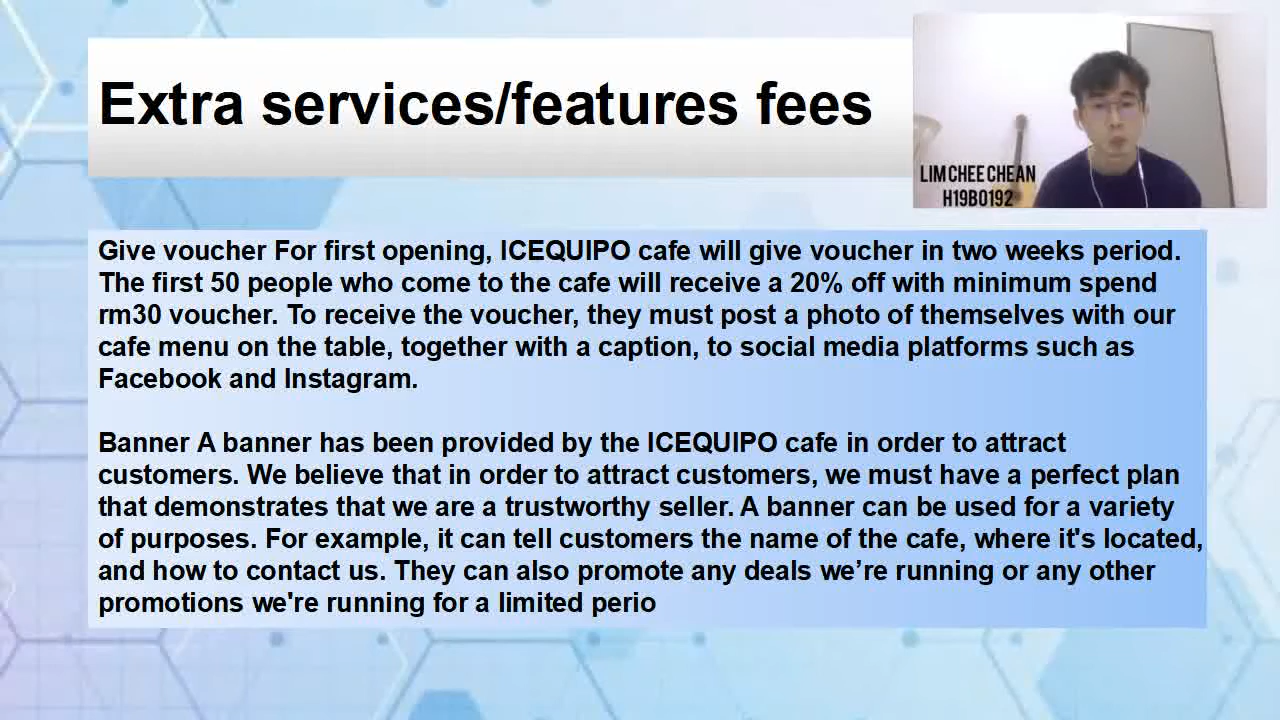 Extra services/features fees
LIM CHEE CHEAN
H19B0192
Give voucher For first opening, ICEQUIPO cafe will give voucher in two weeks period.
The first 50 people who come to the cafe will receive a 20% off with minimum spend
rm30 voucher. To receive the voucher, they must post a photo of themselves with our
cafe menu on the table, together with a caption, to social media platforms such as
Facebook and Instagram.
Banner A banner has been provided by the ICEQUIPO cafe in order to attract
customers. We believe that in order to attract customers, we must have a perfect plan
that demonstrates that we are a trustworthy seller. A banner can be used for a variety
of purposes. For example, it can tell customers the name of the cafe, where it's located,
and how to contact us. They can also promote any deals we’re running or any other
promotions we're running for a limited perio